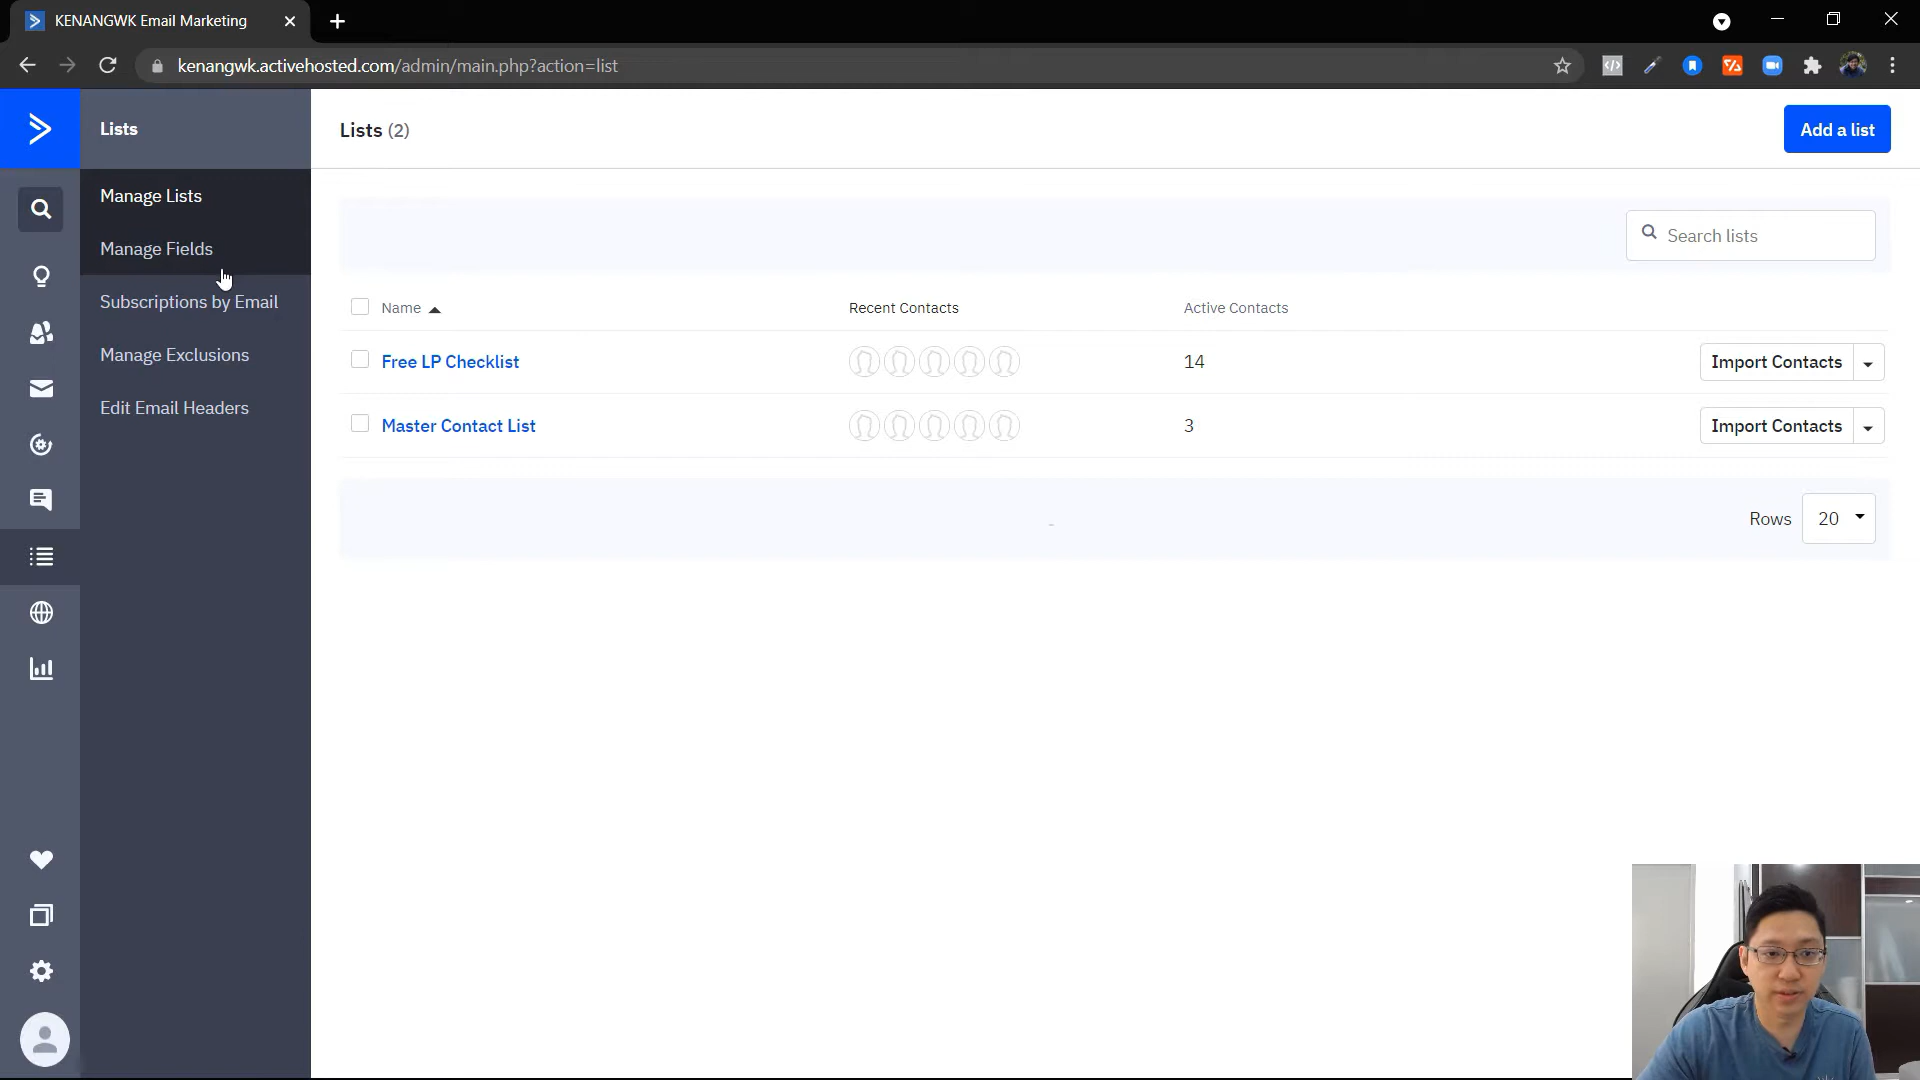 KENANGWK Email Marketing
kenangwk.activehosted.com/admin/main.php?action=list
Lists
Manage Lists
Manage Fields
Subscriptions by Email
Manage Exclusions
Edit Email Headers
Lists (2)
Add a list
Search lists
Name
Recent Contacts
Active Contacts
Free LP Checklist
14
Import Contacts
Master Contact List
3
Import Contacts
Rows
20